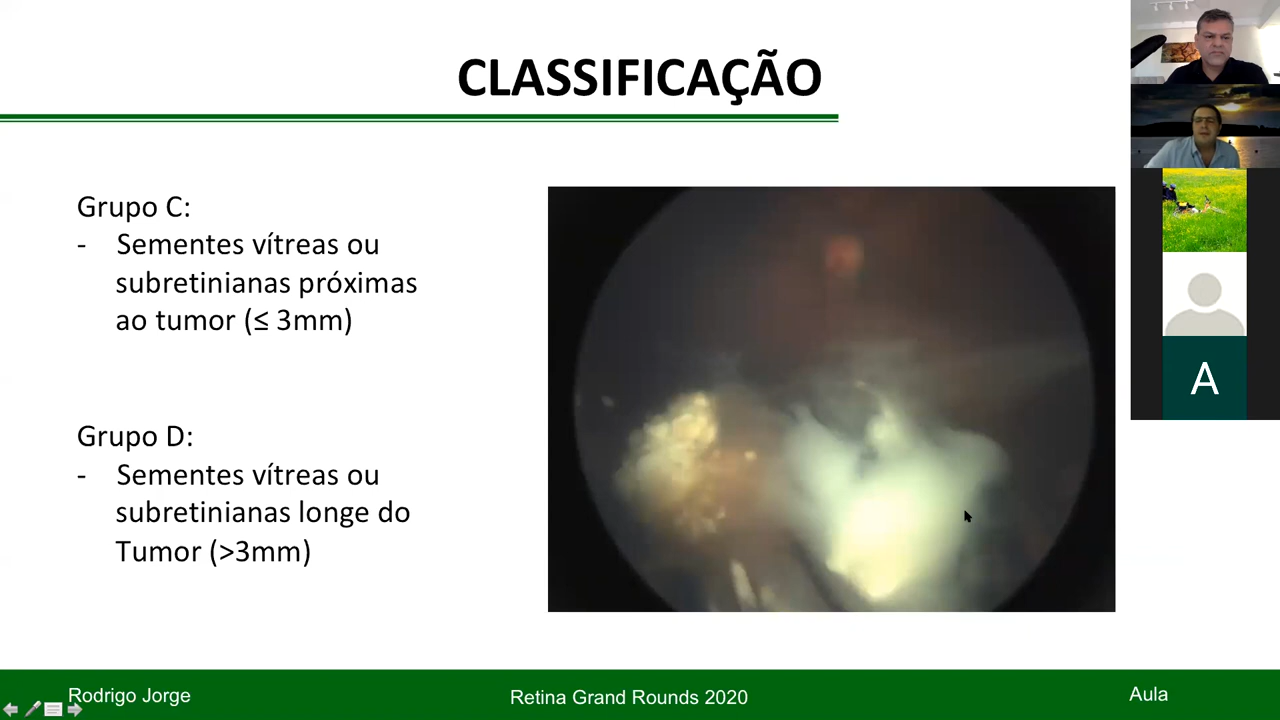 CLASSIFICAÇÃO
Grupo C:
- Sementes vítreas ou
subretinianas próximas
ao tumor (≤ 3mm)
Grupo D:
- Sementes vítreas ou
subretinianas longe do
Tumor (>3mm)
A
Rodrigo Jorge
Retina Grand Rounds 2020
Aula